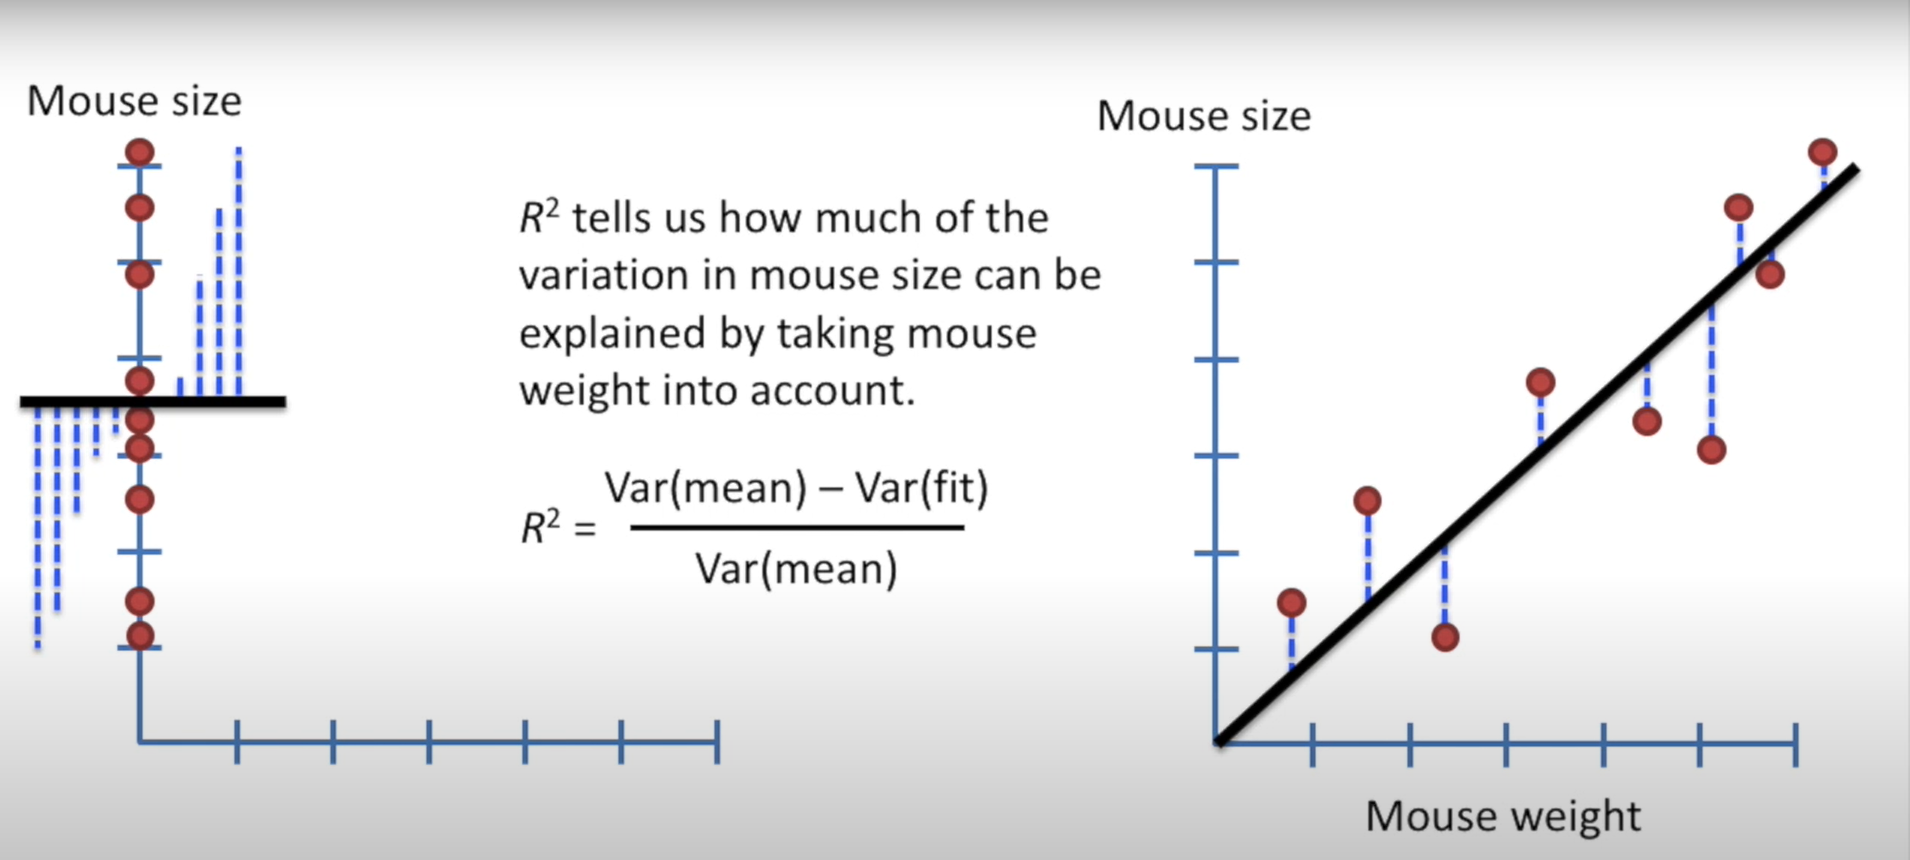 Mouse size
R² tells us how much of the
variation in mouse size can be
explained by taking mouse
weight into account.
R² = Var(mean) – Var(fit)
Var(mean)
Mouse size
Mouse weight